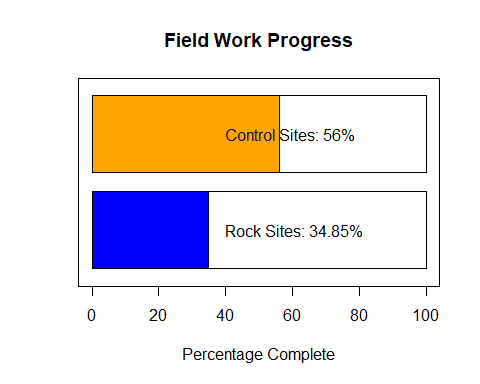 Field Work Progress
Control Sites: 56%
Rock Sites: 34.85%
0 20 40 60 80 100
Percentage Complete